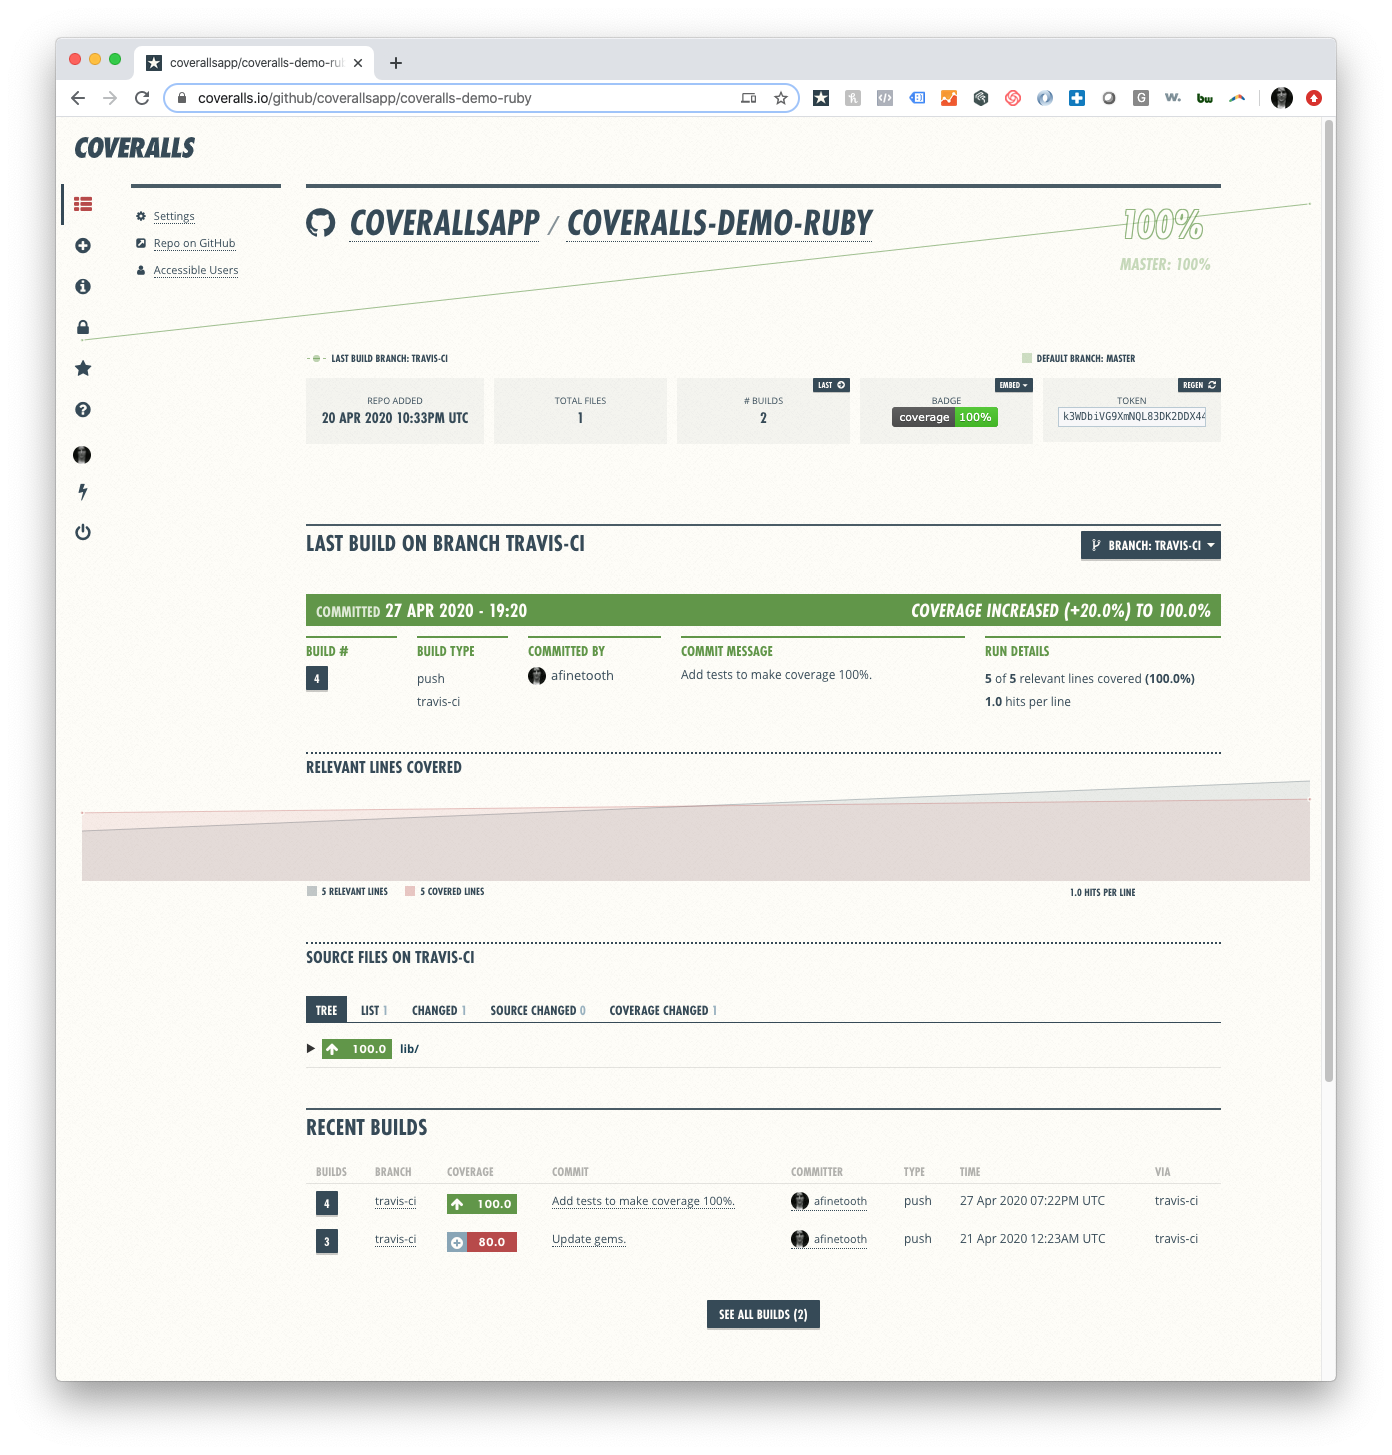 coverallsapp/coveralls-demo-ru
coveralls.io/github/coverallsapp/coveralls-demo-ruby
COVERALLS
Settings
Repo on GitHub
Accessible Users
COVERALLSAPP / COVERALLS-DEMO-RUBY
100%
MASTER: 100%
LAST BUILD BRANCH: TRAVIS-CI
DEFAULT BRANCH: MASTER
REPO ADDED
20 APR 2020 10:33PM UTC
TOTAL FILES
1
LAST
# BUILDS
2
EMBED
BADGE
coverage 100%
REGEN
TOKEN
k3WDbiVG9XmNQL83DK2DDX44
LAST BUILD ON BRANCH TRAVIS-CI
BRANCH: TRAVIS-CI
COMMITTED 27 APR 2020 - 19:20
COVERAGE INCREASED (+20.0%) TO 100.0%
BUILD #
4
BUILD TYPE
push
travis-ci
COMMITTED BY
afinetooth
COMMIT MESSAGE
Add tests to make coverage 100%.
RUN DETAILS
5 of 5 relevant lines covered (100.0%)
1.0 hits per line
RELEVANT LINES COVERED
5 RELEVANT LINES 5 COVERED LINES
1.0 HITS PER LINE
SOURCE FILES ON TRAVIS-CI
TREE LIST 1 CHANGED 1 SOURCE CHANGED 0 COVERAGE CHANGED 1
100.0 lib/
RECENT BUILDS
BUILDS BRANCH COVERAGE COMMIT COMMITTER TYPE TIME VIA
4 travis-ci 100.0 Add tests to make coverage 100%. afinetooth push 27 Apr 2020 07:22PM UTC travis-ci
3 travis-ci 80.0 Update gems. afinetooth push 21 Apr 2020 12:23AM UTC travis-ci
SEE ALL BUILDS (2)